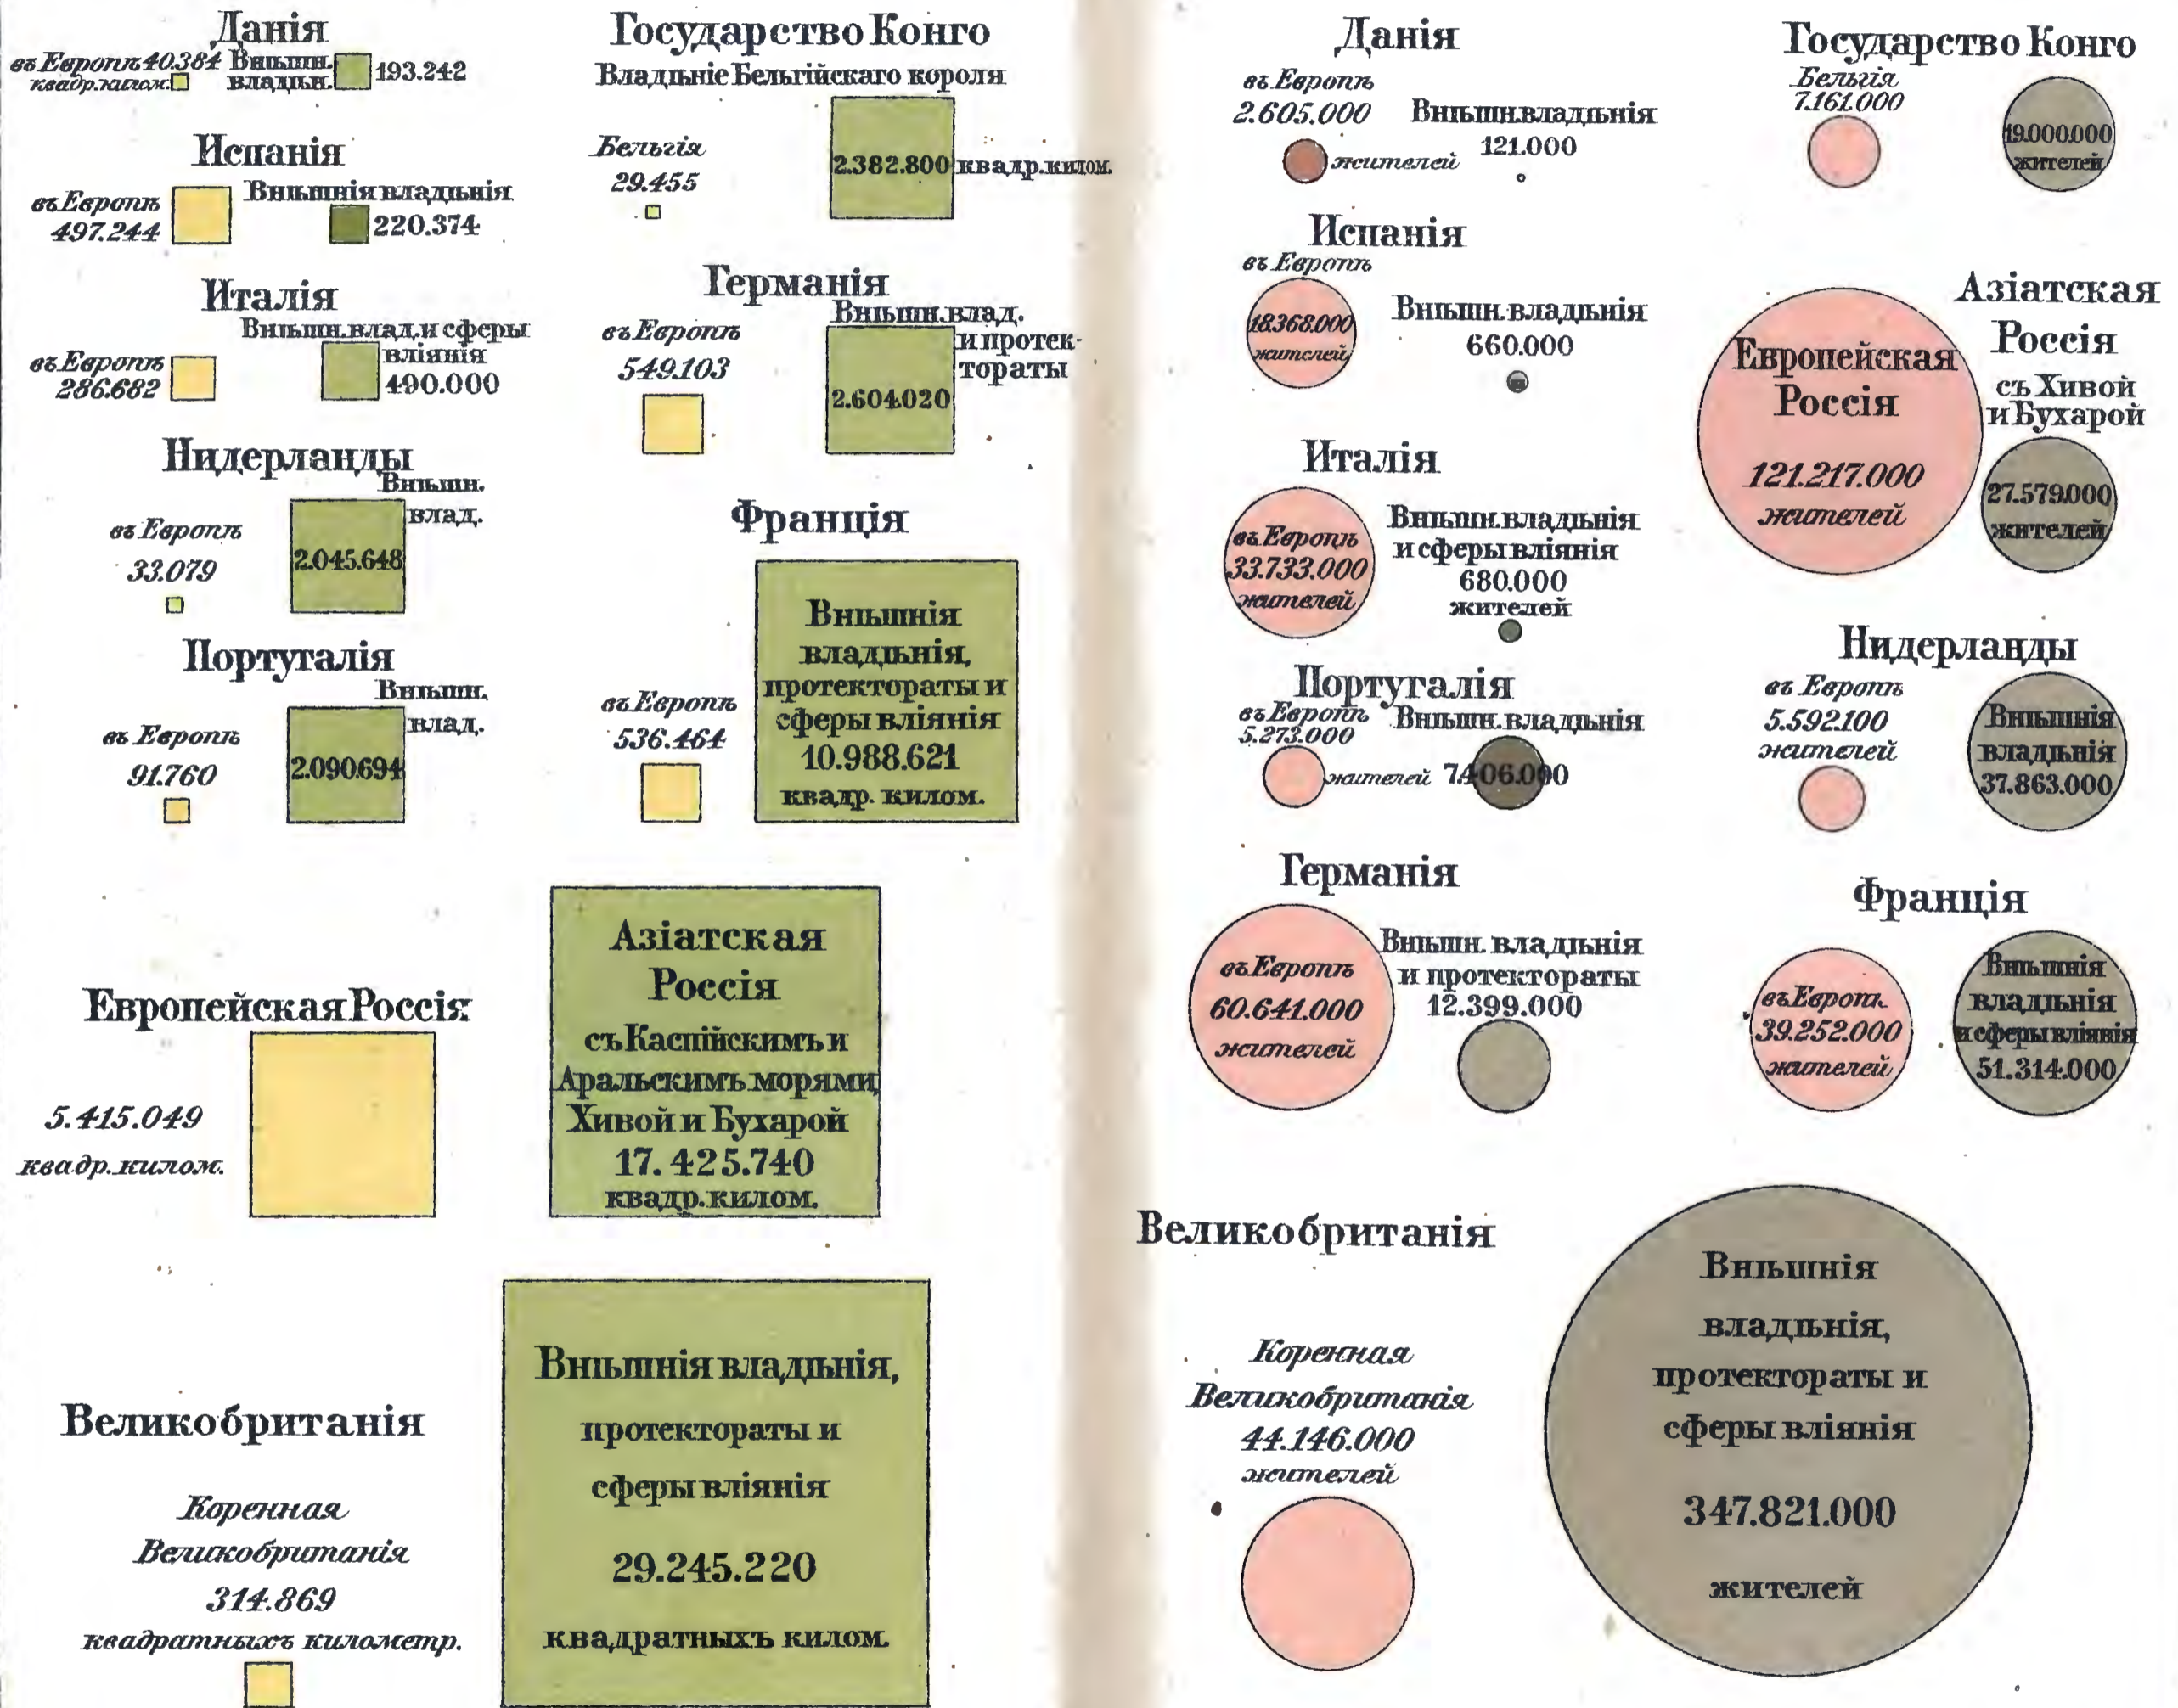 Данія
въ Европѣ 40.384
квадр. килом.
Внѣшн.
владѣн.
193.242
Испанія
въ Европѣ
497.244
Внѣшнія владѣнія
220.374
Италія
Внѣшн. влад. и сферы
вліянія
490.000
въ Европѣ
286.682
Нидерланды
Внѣшн.
влад.
въ Европѣ
33.079
2.045.648
Португалія
Внѣшн.
влад.
въ Европѣ
91.760
2.090.694
Государство Конго
Владѣніе Бельгійскаго короля
Бельгія
29.455
2.382.800 квадр. килом.
Германія
Внѣшн. влад.
и протек-
тораты
въ Европѣ
549.103
2.604.020
Франція
въ Европѣ
536.464
Внѣшнія
владѣнія,
протектораты и
сферы вліянія
10.988.621
квадр. килом.
Европейская Россія
5.415.049
квадр. килом.
Азіатская
Россія
съ Каспійскимъ и
Аральскимъ морями,
Хивой и Бухарой
17.425.740
квадр. килом.
Великобританія
Коренная
Великобританія
314.869
квадратныхъ километр.
Внѣшнія владѣнія,
протектораты и
сферы вліянія
29.245.220
квадратныхъ килом.
Данія
въ Европѣ
2.605.000
жителей
Внѣшн. владѣнія
121.000
Испанія
въ Европѣ
18.368.000
жителей
Внѣшн. владѣнія
660.000
Италія
въ Европѣ
33.733.000
жителей
Внѣшн. владѣнія
и сферы вліянія
680.000
жителей
Португалія
въ Европѣ
5.273.000
жителей
Внѣшн. владѣнія
7.406.000
Германія
въ Европѣ
60.641.000
жителей
Внѣшн. владѣнія
и протектораты
12.399.000
Государство Конго
Бельгія
7.161.000
19.000.000
жителей
Европейская
Россія
121.217.000
жителей
Азіатская
Россія
съ Хивой
и Бухарой
27.579.000
жителей
Нидерланды
въ Европѣ
5.592.100
жителей
Внѣшнія
владѣнія
37.863.000
Франція
въ Европ.
39.252.000
жителей
Внѣшнія
владѣнія
и сферы вліянія
51.314.000
Великобританія
Коренная
Великобританія
44.146.000
жителей
Внѣшнія
владѣнія,
протектораты и
сферы вліянія
347.821.000
жителей